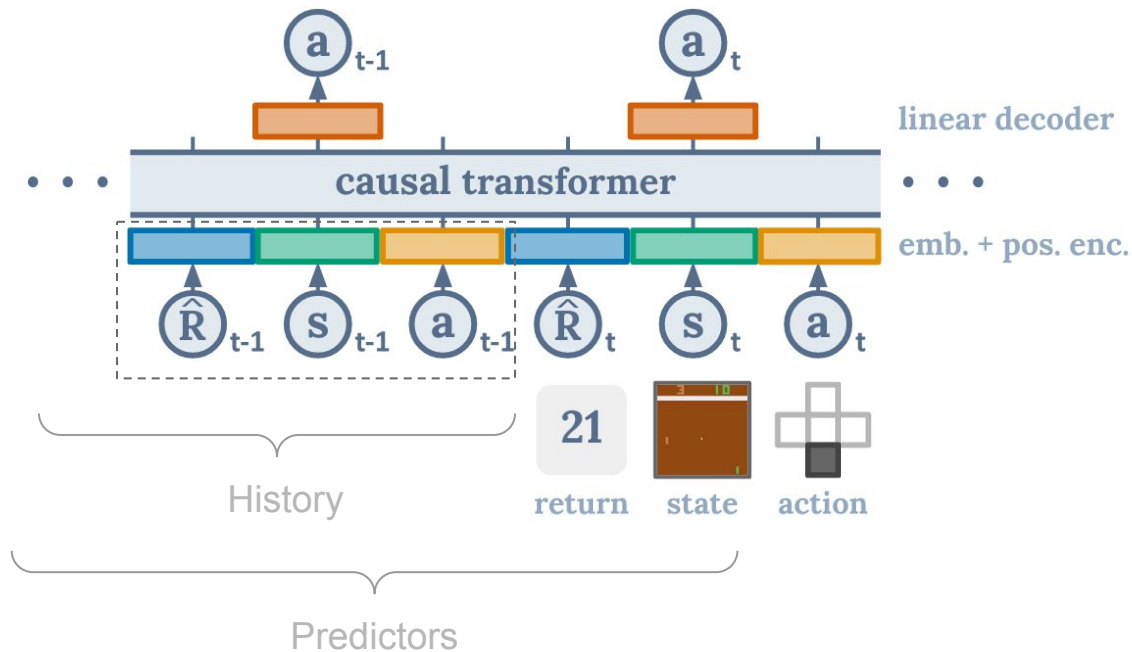 a t-1 a t
linear decoder
• • • causal transformer • • •
emb. + pos. enc.
R̂ t-1 s t-1 a t-1 R̂ t s t a t
3 10
21
return state action
History
Predictors